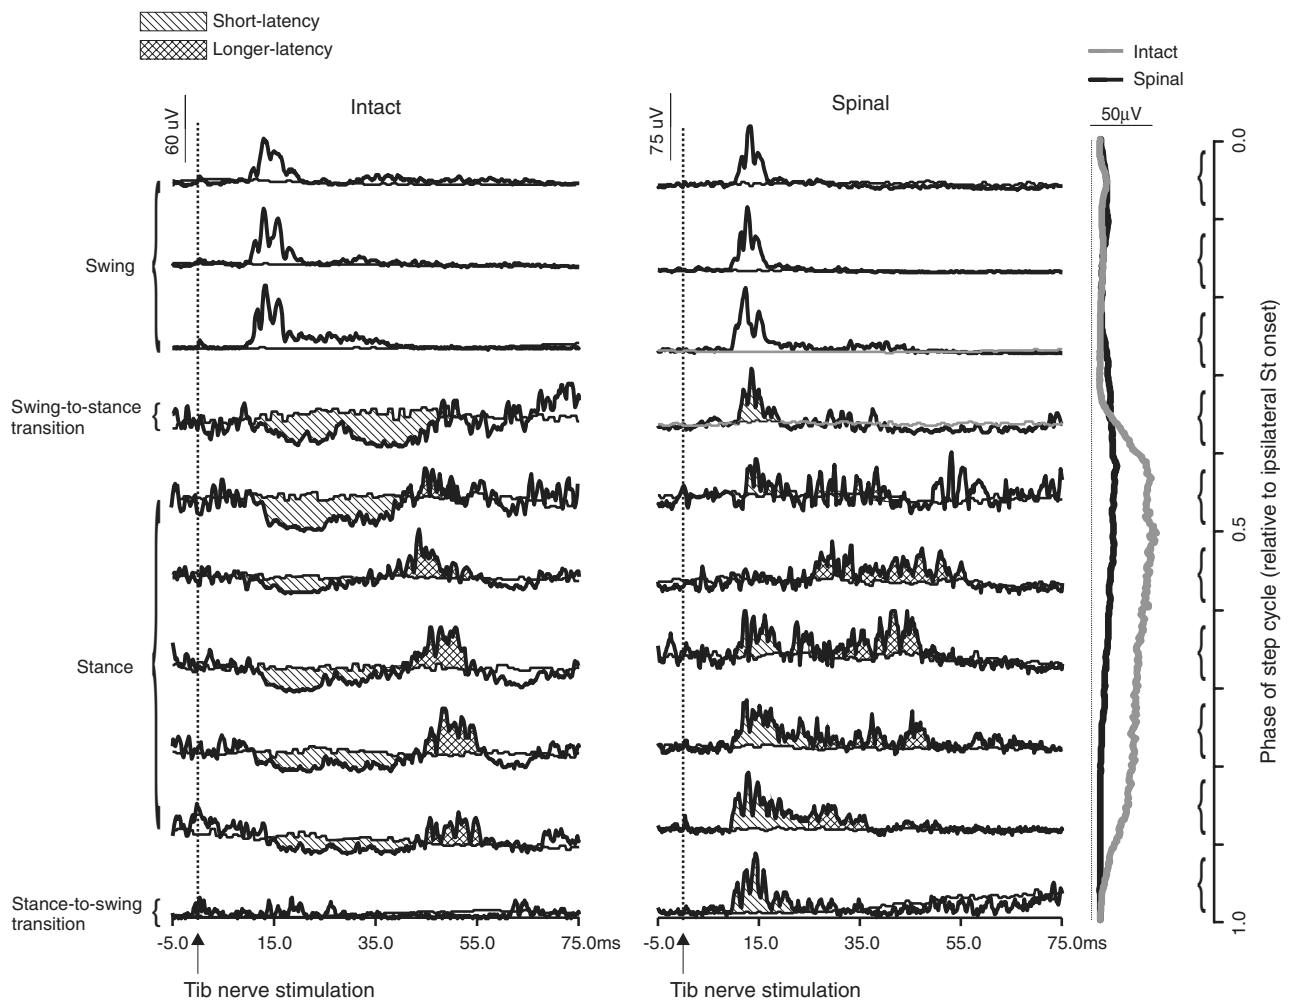 Short-latency
Longer-latency
Intact
Spinal
60 uV
Intact
75 uV
Spinal
50µV
Swing
Swing-to-stance
transition
Stance
Stance-to-swing
transition
0.0
0.5
1.0
Phase of step cycle (relative to ipsilateral St onset)
-5.0 15.0 35.0 55.0 75.0ms
-5.0 15.0 35.0 55.0 75.0ms
Tib nerve stimulation
Tib nerve stimulation